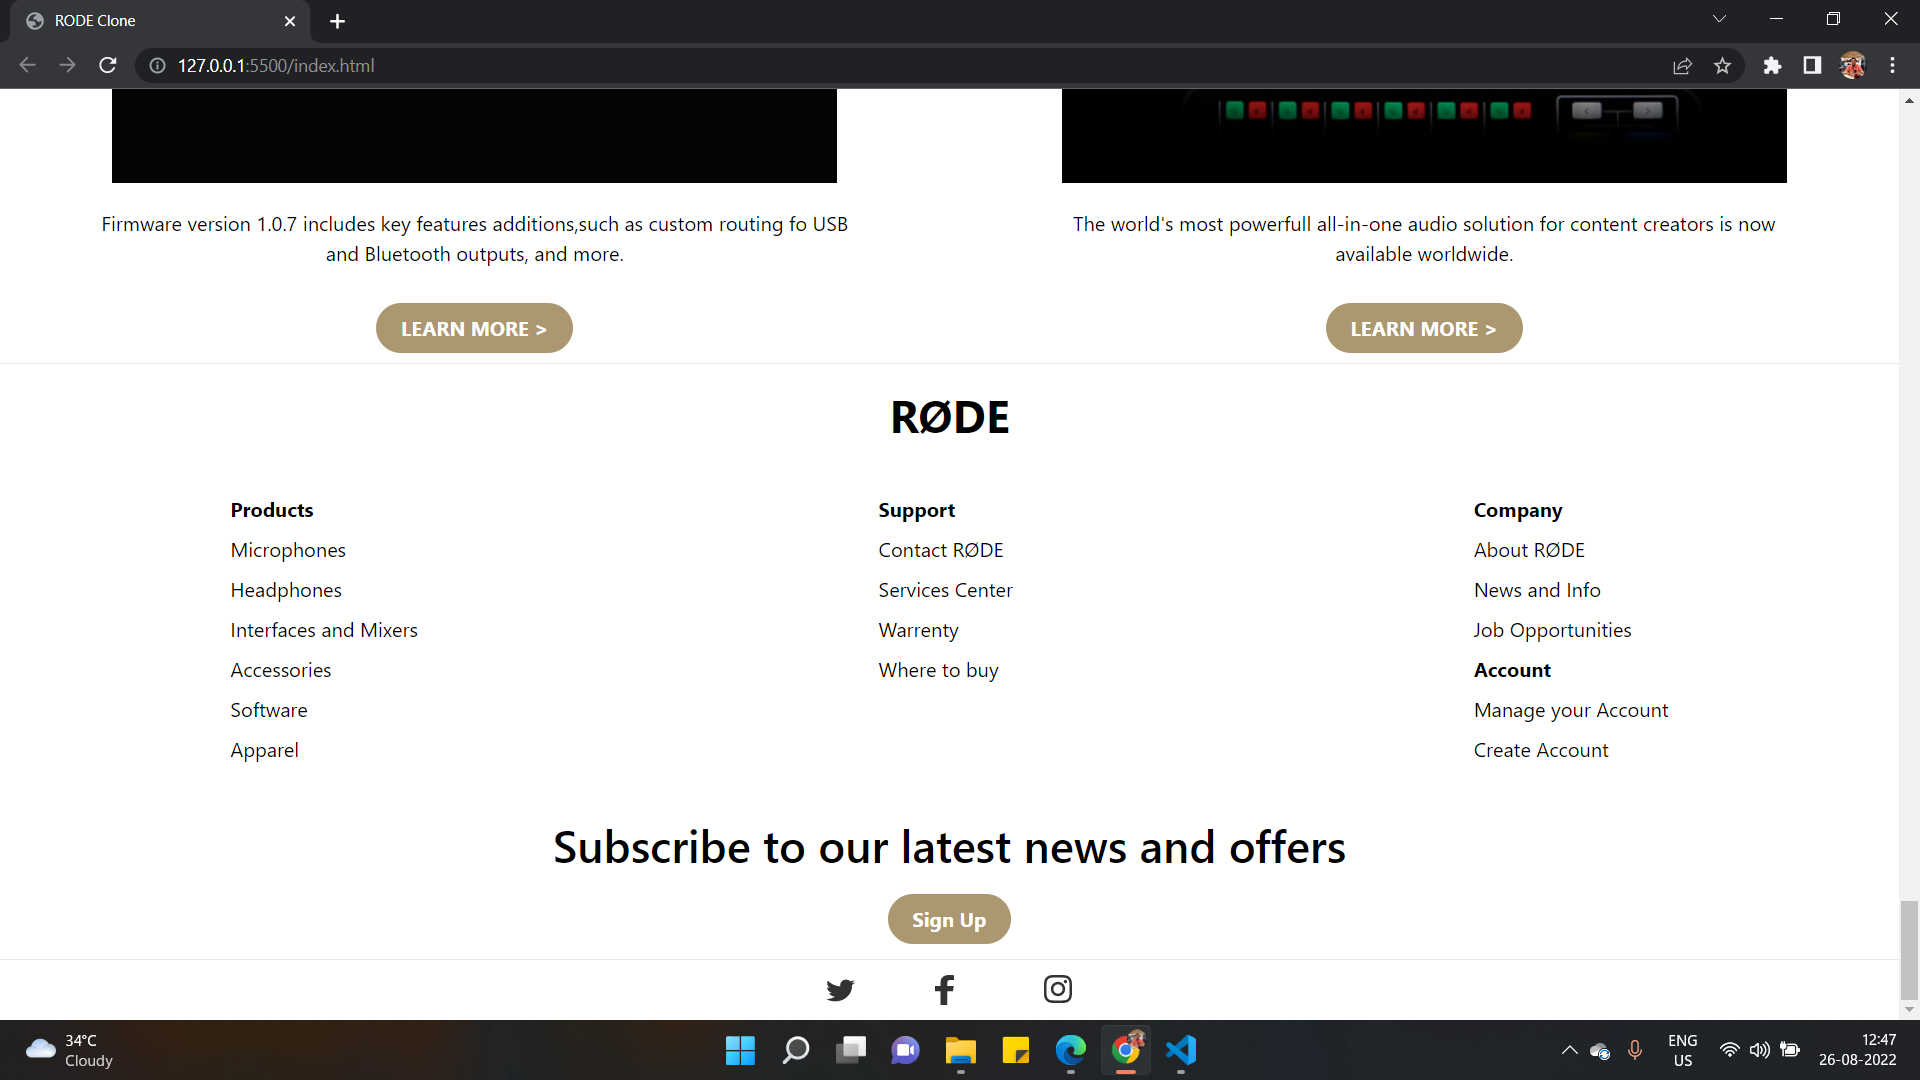 RODE Clone
127.0.0.1:5500/index.html
Firmware version 1.0.7 includes key features additions,such as custom routing fo USB
and Bluetooth outputs, and more.
The world's most powerfull all-in-one audio solution for content creators is now
available worldwide.
LEARN MORE >
LEARN MORE >
RØDE
Products
Microphones
Headphones
Interfaces and Mixers
Accessories
Software
Apparel
Support
Contact RØDE
Services Center
Warrenty
Where to buy
Company
About RØDE
News and Info
Job Opportunities
Account
Manage your Account
Create Account
Subscribe to our latest news and offers
Sign Up
34°C
Cloudy
ENG
US
12:47
26-08-2022